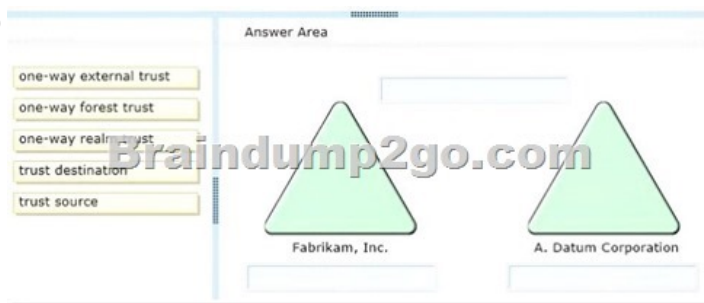 Answer Area
one-way external trust
one-way forest trust
one-way realm trust
trust destination
trust source
Braindump2go.com
Fabrikam, Inc.
A. Datum Corporation